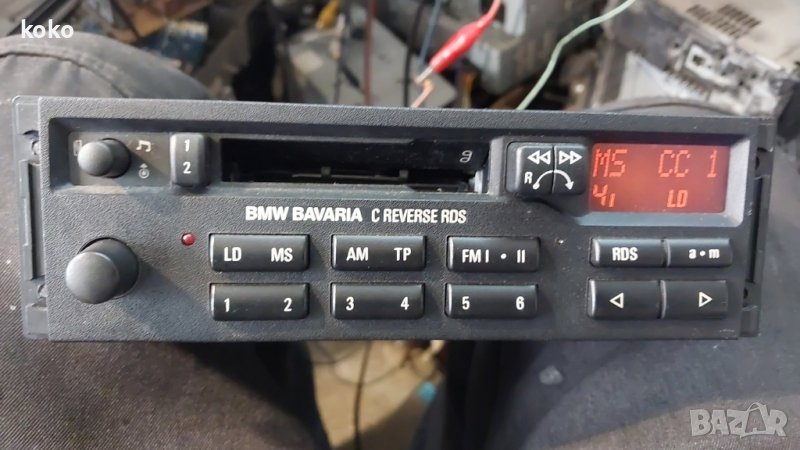 koko
1
2
MS CC 1
R
4, LD
BMW BAVARIA C REVERSE RDS
LD MS AM TP FM I • II RDS a•m
1 2 3 4 5 6
BAZAR